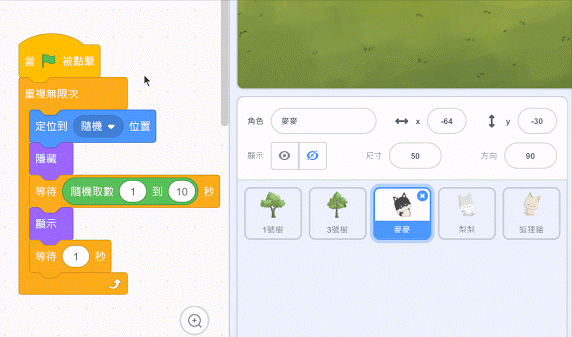 當 被點擊
重複無限次
定位到 隨機 位置
隱藏
等待 隨機取數 1 到 10 秒
顯示
等待 1 秒
角色 麥麥 x -64 y -30
顯示 尺寸 50 方向 90
1號樹 3號樹 麥麥 梨梨 狐狸貓